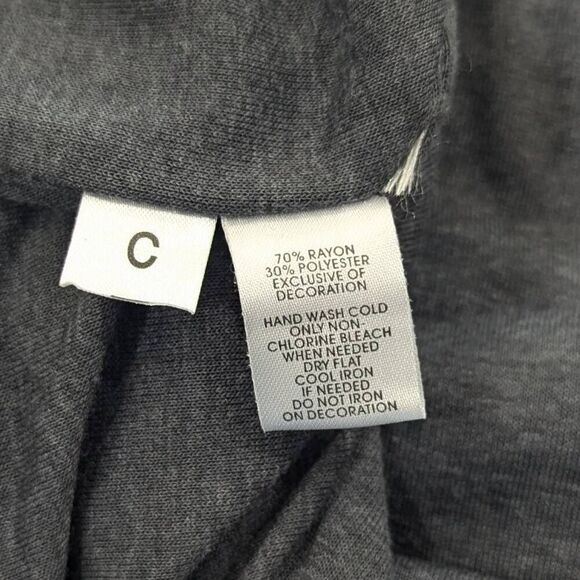 C
70% RAYON
30% POLYESTER
EXCLUSIVE OF
DECORATION
HAND WASH COLD
ONLY NON-
CHLORINE BLEACH
WHEN NEEDED
DRY FLAT
COOL IRON
IF NEEDED
DO NOT IRON
ON DECORATION